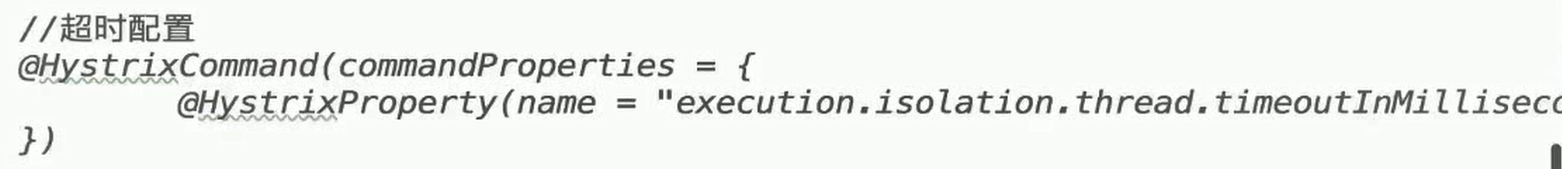 //超时配置
@HystrixCommand(commandProperties = {
        @HystrixProperty(name = "execution.isolation.thread.timeoutInMillisec
})